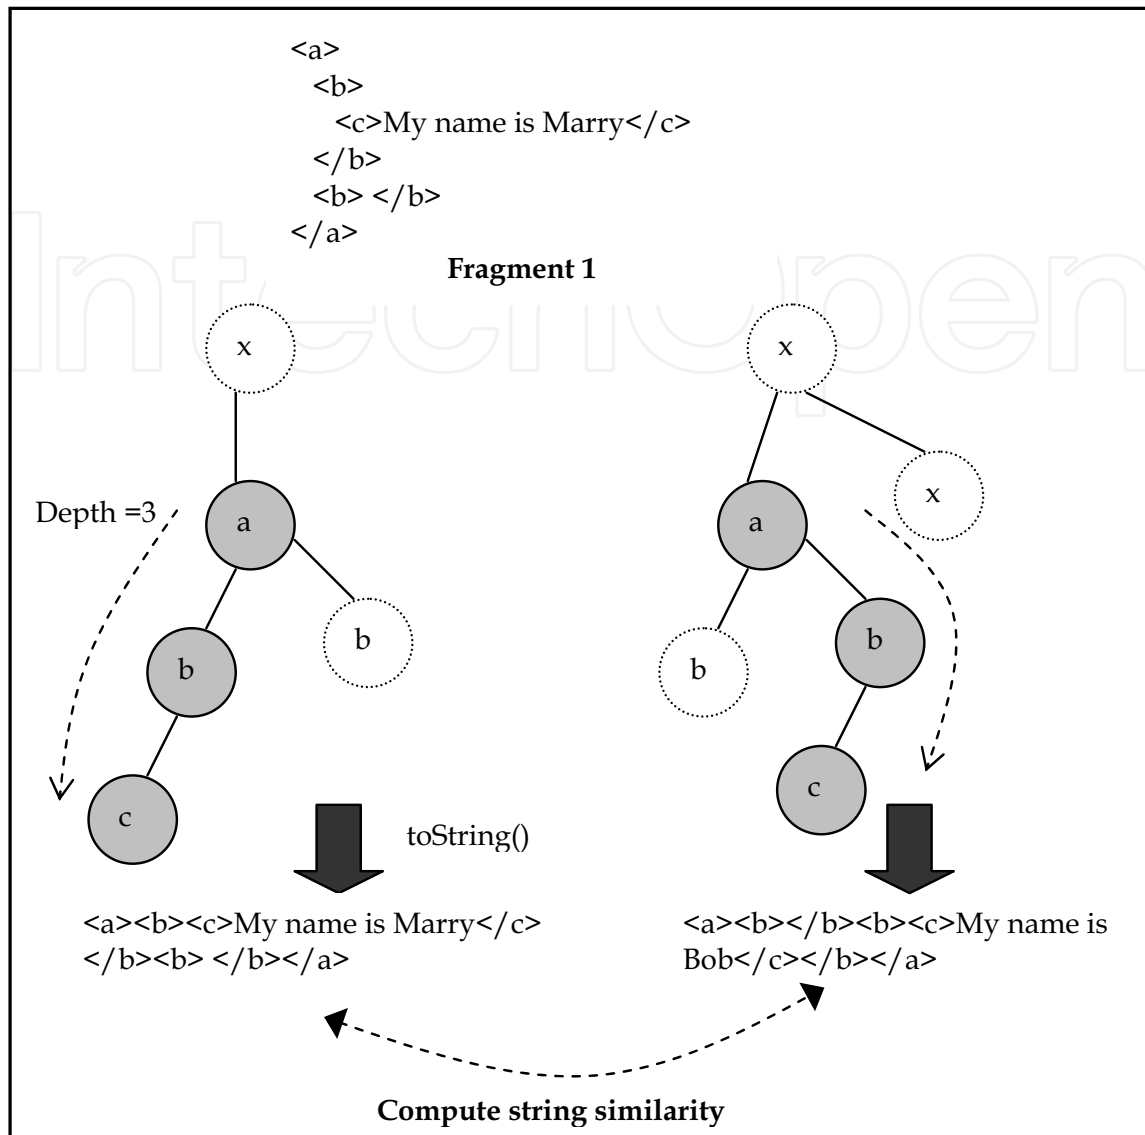 <a>
<b>
<c>My name is Marry</c>
</b>
<b> </b>
</a>
IntechOpen
Fragment 1
x
x
x
Depth =3
a
a
b
b
b
b
c
c
toString()
<a><b><c>My name is Marry</c>
</b><b> </b></a>
<a><b></b><b><c>My name is
Bob</c></b></a>
Compute string similarity